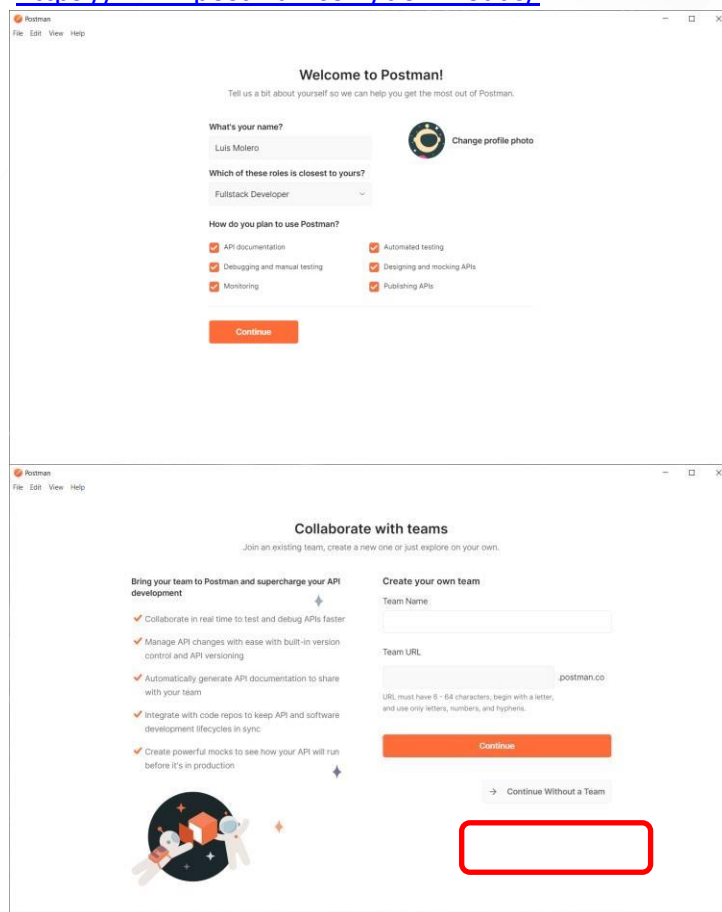 Postman
File Edit View Help
Welcome to Postman!
Tell us a bit about yourself so we can help you get the most out of Postman.
What's your name?
Luis Molero
Change profile photo
Which of these roles is closest to yours?
Fullstack Developer
How do you plan to use Postman?
API documentation
Automated testing
Debugging and manual testing
Designing and mocking APIs
Monitoring
Publishing APIs
Continue
Postman
File Edit View Help
Collaborate with teams
Join an existing team, create a new one or just explore on your own.
Bring your team to Postman and supercharge your API
development
Collaborate in real time to test and debug APIs faster
Manage API changes with ease with built-in version
control and API versioning
Automatically generate API documentation to share
with your team
Integrate with code repos to keep API and software
development lifecycles in sync
Create powerful mocks to see how your API will run
before it's in production
Create your own team
Team Name
Team URL
.postman.co
URL must have 6 - 64 characters, begin with a letter,
and use only letters, numbers, and hyphens.
Continue
→ Continue Without a Team